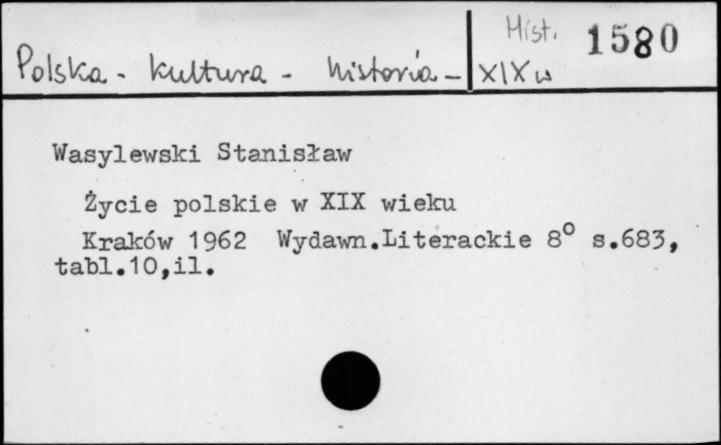 Hist. 1580
Polska - kultura - historia - XIX w
Wasylewski Stanisław
Życie polskie w XIX wieku
Kraków 1962 Wydawn.Literackie 8° s.683,
tabl.10,il.